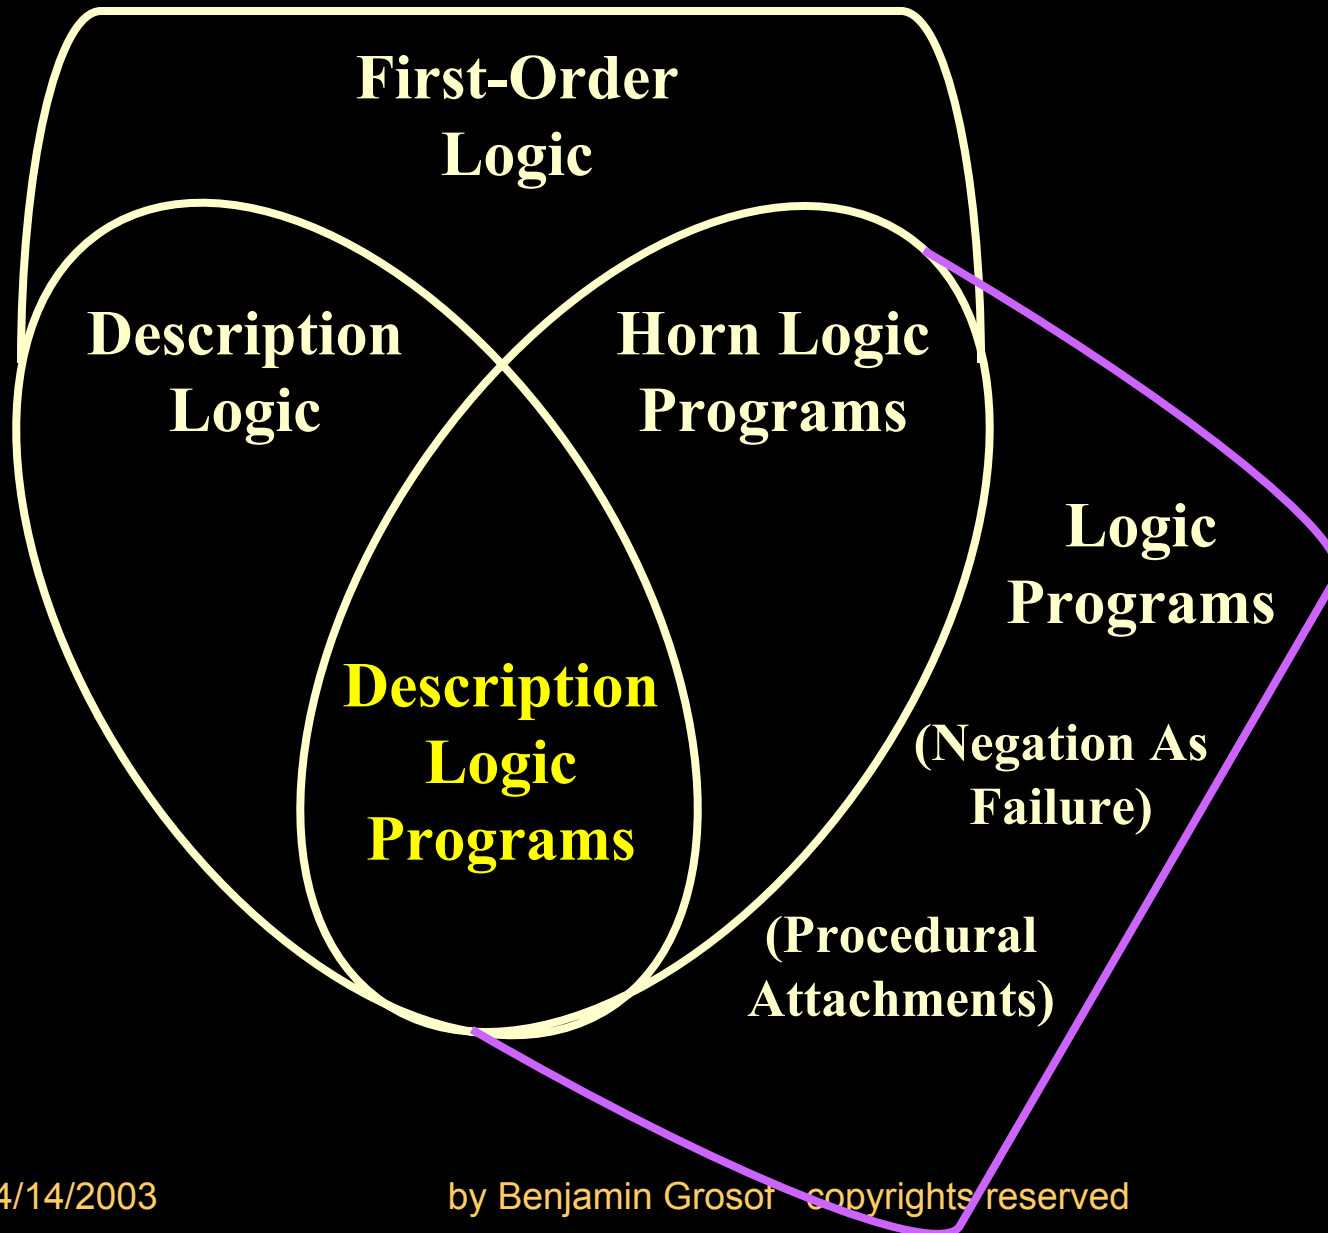 First-Order
Logic
Description
Logic
Horn Logic
Programs
Logic
Programs
Description
Logic
Programs
(Negation As
Failure)
(Procedural
Attachments)
4/14/2003
by Benjamin Grosof copyrights reserved